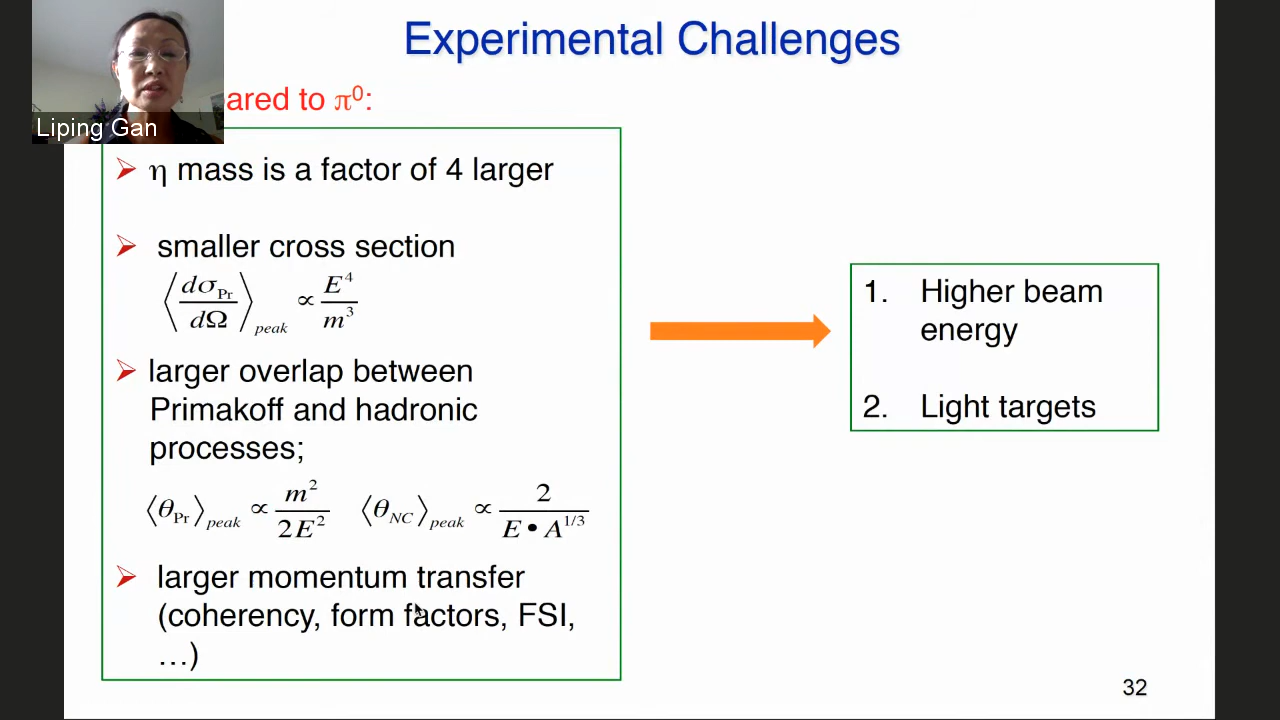 Experimental Challenges
ared to π⁰:
Liping Gan
➢ η mass is a factor of 4 larger
➢ smaller cross section
⟨dσ_Pr/dΩ⟩_peak ∝ E⁴/m³
➢ larger overlap between
Primakoff and hadronic
processes;
⟨θ_Pr⟩_peak ∝ m²/2E² ⟨θ_NC⟩_peak ∝ 2/E•A^1/3
➢ larger momentum transfer
(coherency, form factors, FSI,
…)
1. Higher beam
energy
2. Light targets
32